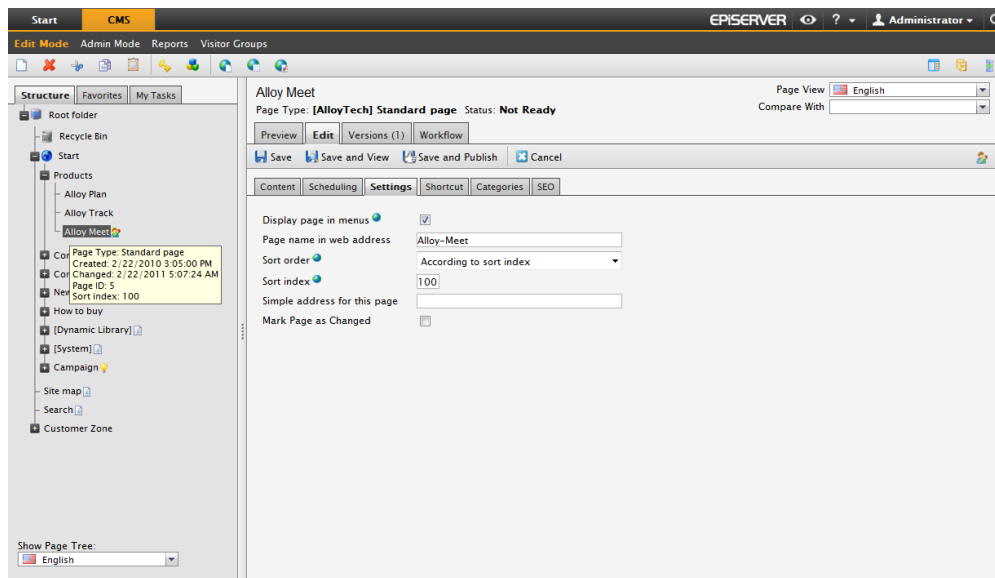 Start
CMS
EPiSERVER
?
Administrator
Edit Mode Admin Mode Reports Visitor Groups
Structure Favorites My Tasks
Root folder
Recycle Bin
Start
Products
Alloy Plan
Alloy Track
Alloy Meet
Page Type: Standard page
Created: 2/22/2010 3:05:00 PM
Changed: 2/22/2011 5:07:24 AM
Page ID: 5
Sort index: 100
Com
Con
New
How to buy
[Dynamic Library]
[System]
Campaign
Site map
Search
Customer Zone
Show Page Tree:
English
Alloy Meet
Page Type: [AlloyTech] Standard page Status: Not Ready
Page View English
Compare With
Preview Edit Versions (1) Workflow
Save Save and View Save and Publish Cancel
Content Scheduling Settings Shortcut Categories SEO
Display page in menus
Page name in web address Alloy-Meet
Sort order According to sort index
Sort index 100
Simple address for this page
Mark Page as Changed